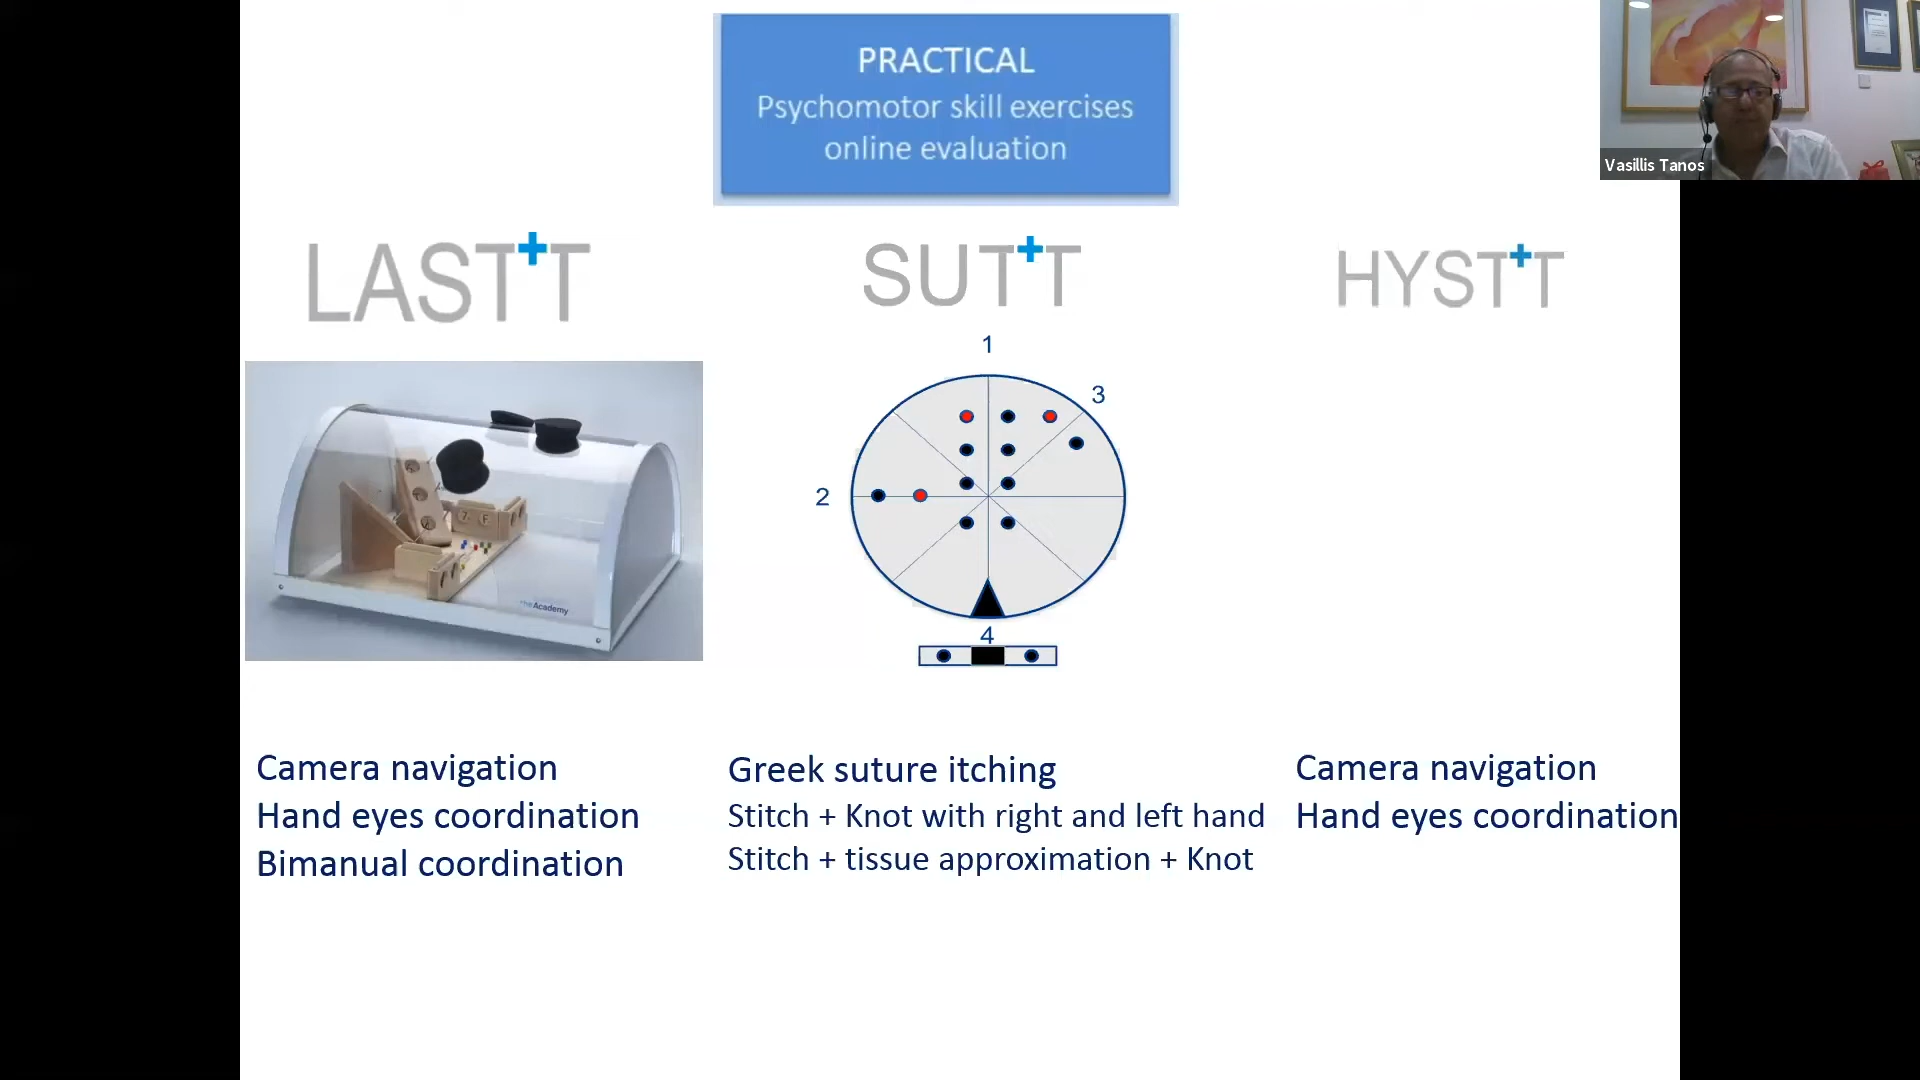 PRACTICAL
Psychomotor skill exercises
online evaluation
Vasillis Tanos
LAST+T
SUT+T
HYST+T
1
3
2
4
The Academy
Camera navigation
Hand eyes coordination
Bimanual coordination
Greek suture itching
Stitch + Knot with right and left hand
Stitch + tissue approximation + Knot
Camera navigation
Hand eyes coordination